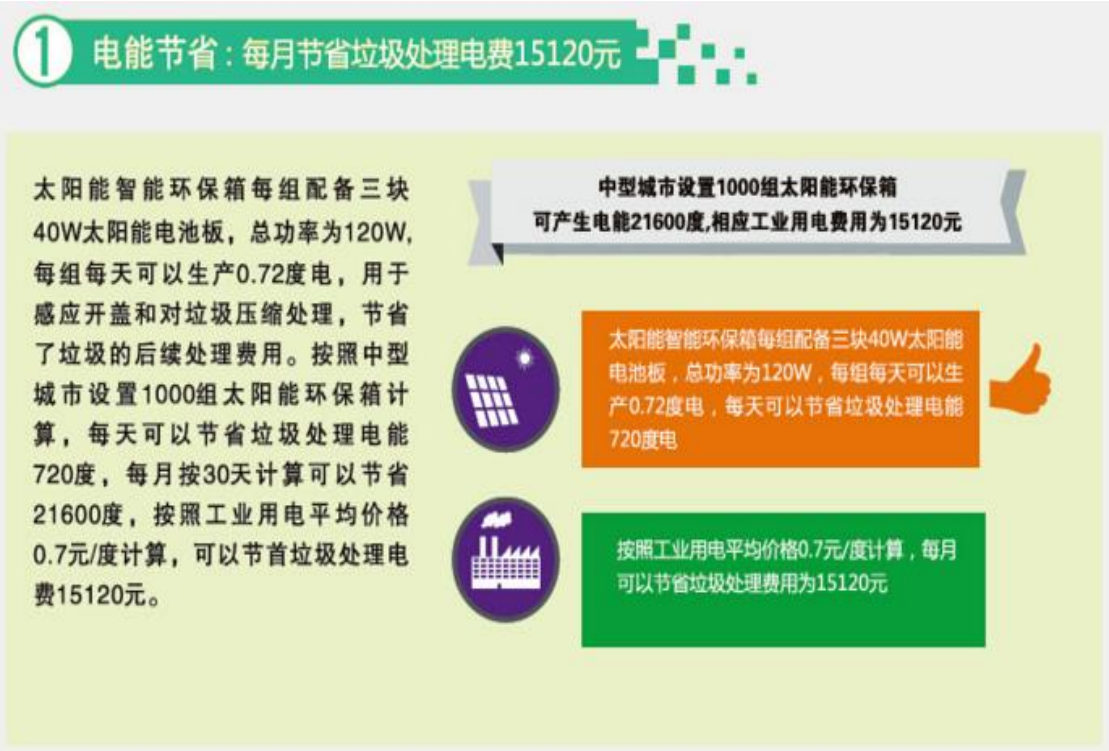 1
电能节省:每月节省垃圾处理电费15120元
太阳能智能环保箱每组配备三块
40W太阳能电池板，总功率为120W,
每组每天可以生产0.72度电，用于
感应开盖和对垃圾压缩处理，节省
了垃圾的后续处理费用。按照中型
城市设置1000组太阳能环保箱计
算，每天可以节省垃圾处理电能
720度，每月按30天计算可以节省
21600度，按照工业用电平均价格
0.7元/度计算，可以节首垃圾处理电
费15120元。
中型城市设置1000组太阳能环保箱
可产生电能21600度,相应工业用电费用为15120元
太阳能智能环保箱每组配备三块40W太阳能
电池板，总功率为120W，每组每天可以生
产0.72度电，每天可以节省垃圾处理电能
720度电
按照工业用电平均价格0.7元/度计算，每月
可以节省垃圾处理费用为15120元